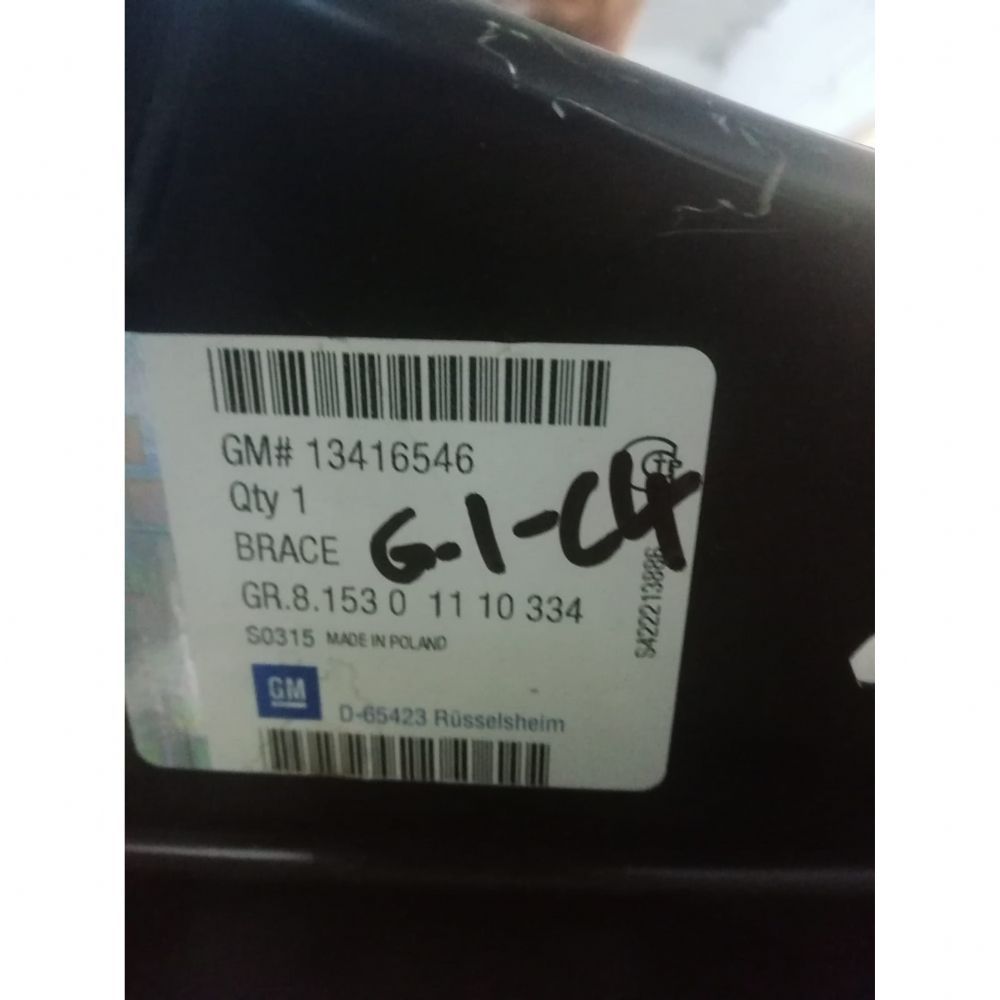 GM# 13416546
Qty 1
BRACE
G-1-C4
GR.8.153 0 11 10 334
S0315 MADE IN POLAND
GM
D-65423 Rüsselsheim
S422213886